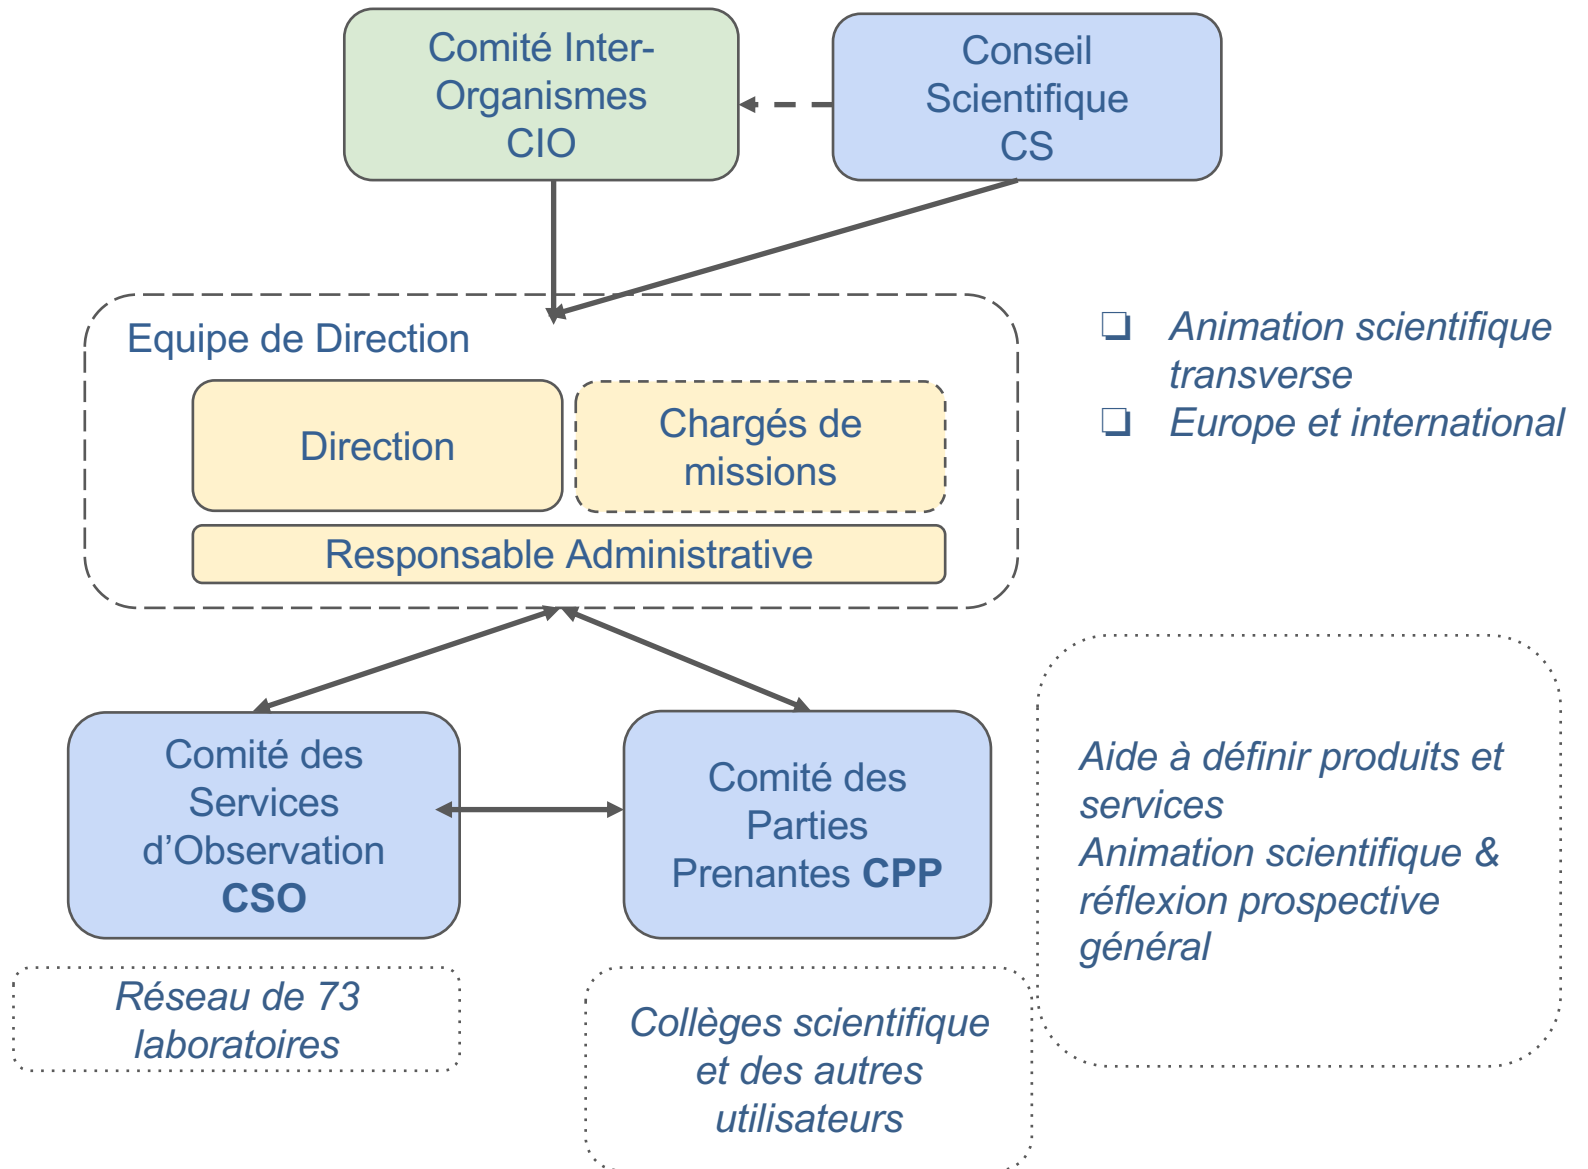 Comité Inter-
Organismes
CIO
Conseil
Scientifique
CS
Equipe de Direction
Direction
Chargés de
missions
Responsable Administrative
❑ Animation scientifique
transverse
❑ Europe et international
Comité des
Services
d’Observation
CSO
Comité des
Parties
Prenantes CPP
Aide à définir produits et
services
Animation scientifique &
réflexion prospective
général
Réseau de 73
laboratoires
Collèges scientifique
et des autres
utilisateurs